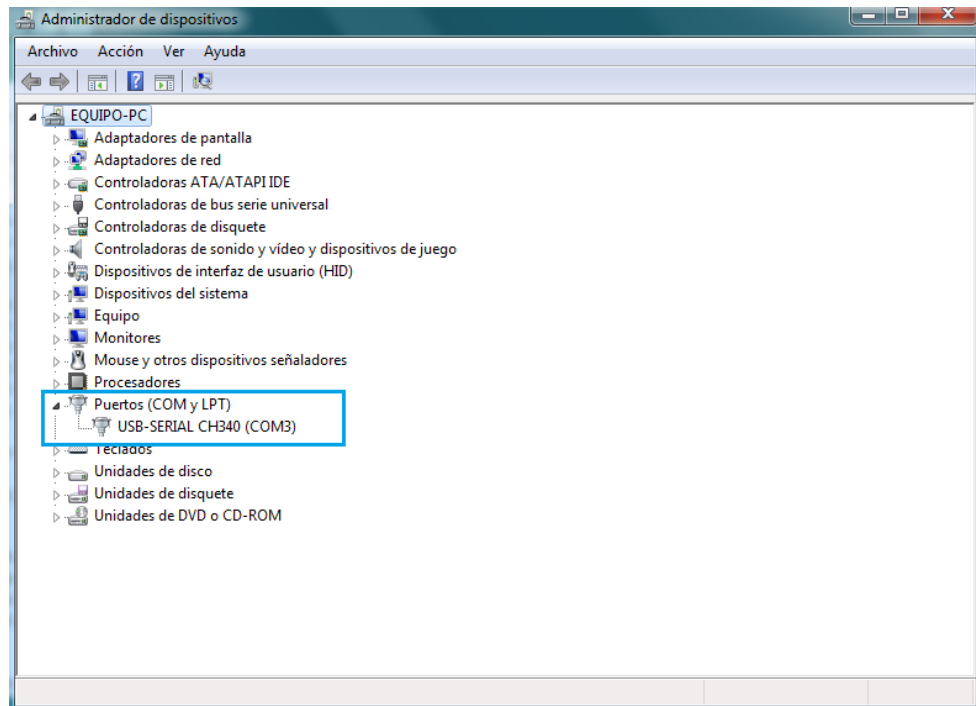 Administrador de dispositivos
Archivo Acción Ver Ayuda
EQUIPO-PC
Adaptadores de pantalla
Adaptadores de red
Controladoras ATA/ATAPI IDE
Controladoras de bus serie universal
Controladoras de disquete
Controladoras de sonido y vídeo y dispositivos de juego
Dispositivos de interfaz de usuario (HID)
Dispositivos del sistema
Equipo
Monitores
Mouse y otros dispositivos señaladores
Procesadores
Puertos (COM y LPT)
USB-SERIAL CH340 (COM3)
Teclados
Unidades de disco
Unidades de disquete
Unidades de DVD o CD-ROM